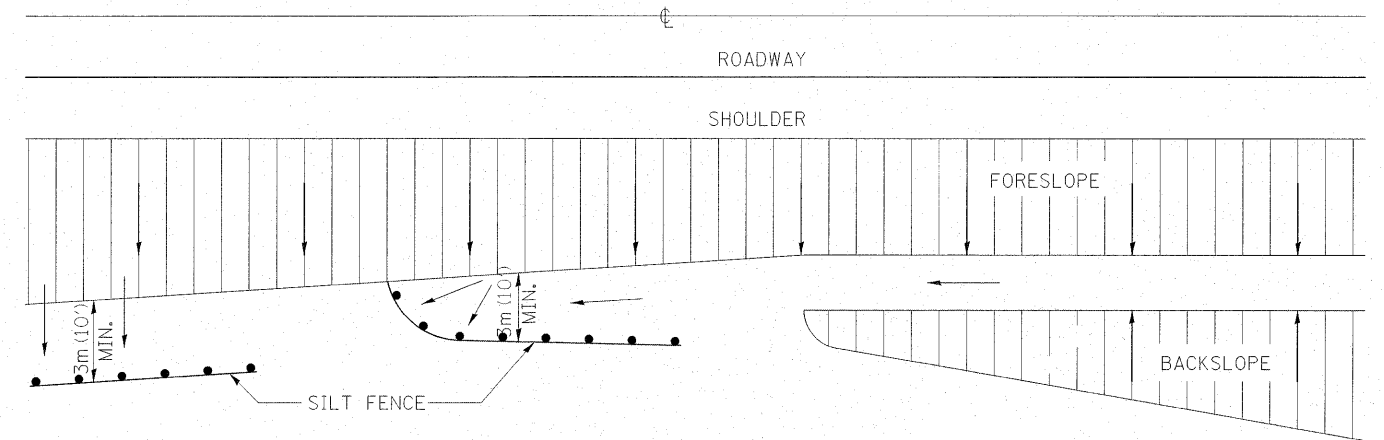 ℄
ROADWAY
SHOULDER
FORESLOPE
3m (10')
MIN.
3m (10')
MIN.
BACKSLOPE
SILT FENCE